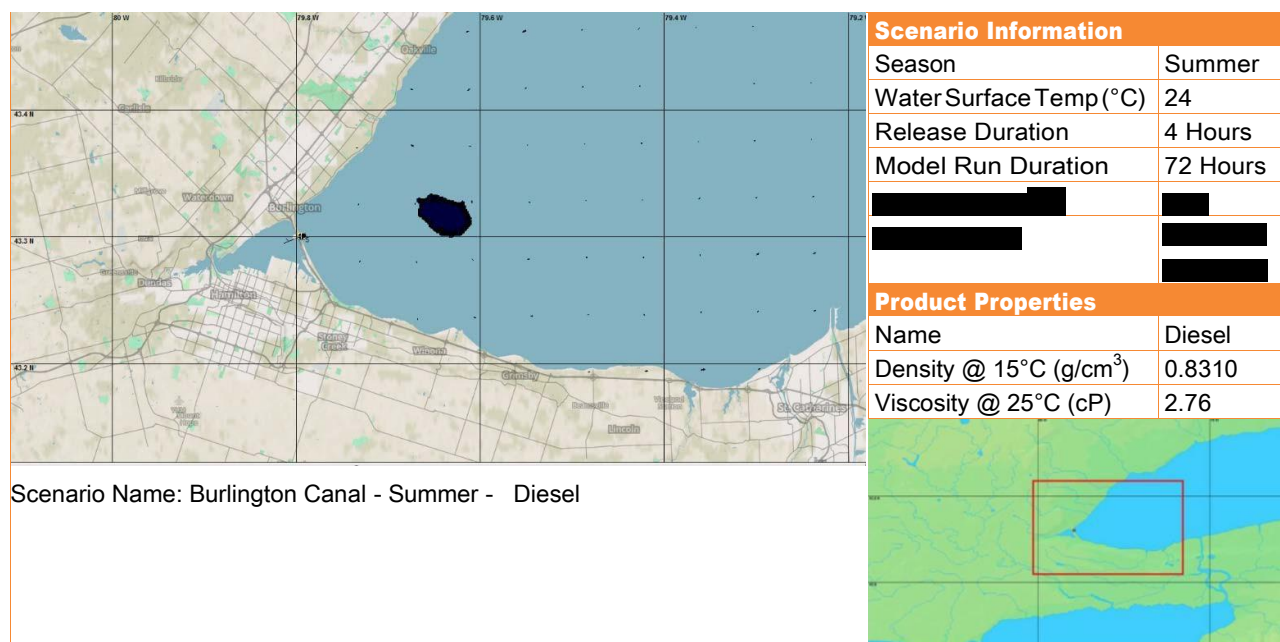 80 W
79.8 W
79.6 W
79.4 W
79.2 W
Oakville
Carlisle
43.4 N
Waterdown
Burlington
43.3 N
Dundas
Hamilton
Stoney
Creek
Winona
43.2 N
Grimsby
St. Catharines
Lincoln
Scenario Name: Burlington Canal - Summer - Diesel
Scenario Information
Season Summer
Water Surface Temp (°C) 24
Release Duration 4 Hours
Model Run Duration 72 Hours
Product Properties
Name Diesel
Density @ 15°C (g/cm³) 0.8310
Viscosity @ 25°C (cP) 2.76